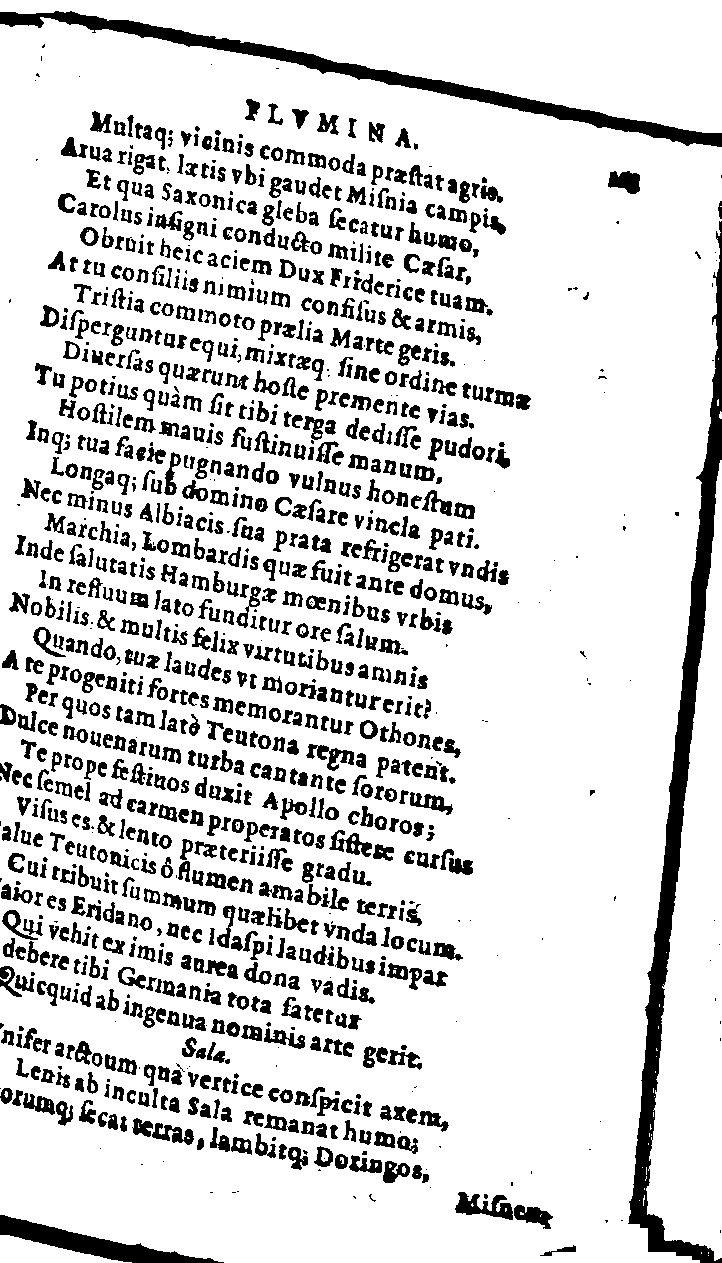 FLVMINA.
Multaq; vicinis commoda præſtat agris.
Arua rigat, lætis vbi gaudet Miſnia campis,
Et qua Saxonica gleba ſecatur humo,
Carolus inſigni conducto milite Cæſar,
Obruit heic aciem Dux Friderice tuam.
At tu conſiliis nimium confiſus & armis,
Triſtia commoto prælia Marte geris.
Diſperguntur equi, mixtæq. ſine ordine turmæ
Diuerſas quærunt hoſte premente vias.
Tu potius quàm ſit tibi terga dediſſe pudori,
Hoſtilem mauis ſuſtinuiſſe manum,
Inq; tua facie pugnando vulnus honeſtum
Longaq; ſub domino Cæſare vincla pati.
Nec minus Albiacis ſua prata refrigerat vndis
Marchia, Lombardis quæ fuit ante domus,
Inde ſalutatis Hamburgæ mœnibus vrbis
In refluum lato funditur ore ſalum.
Nobilis & multis felix virtutibus amnis
Quando, tuæ laudes vt moriantur erit?
A te progeniti fortes memorantur Othones,
Per quos tam latè Teutona regna patent.
Dulce nouenarum turba cantante ſororum,
Te prope feſtinos duxit Apollo choros;
Nec ſemel ad carmen properatos ſiſtere curſus
Viſus es & lento præteriiſſe gradu.
alue Teutonicis ô flumen amabile terris,
Cui tribuit ſummum quælibet vnda locum.
aior es Eridano, nec Idaſpi laudibus impar
Qui vehit ex imis aurea dona vadis.
debere tibi Germania tota fatetur
Quicquid ab ingenua nominis arte gerit.
Sala.
nifer arctoum quà vertice conſpicit axem,
Lenis ab inculta Sala remanat humo;
orumq; ſecat terras, lambitq; Doringos,